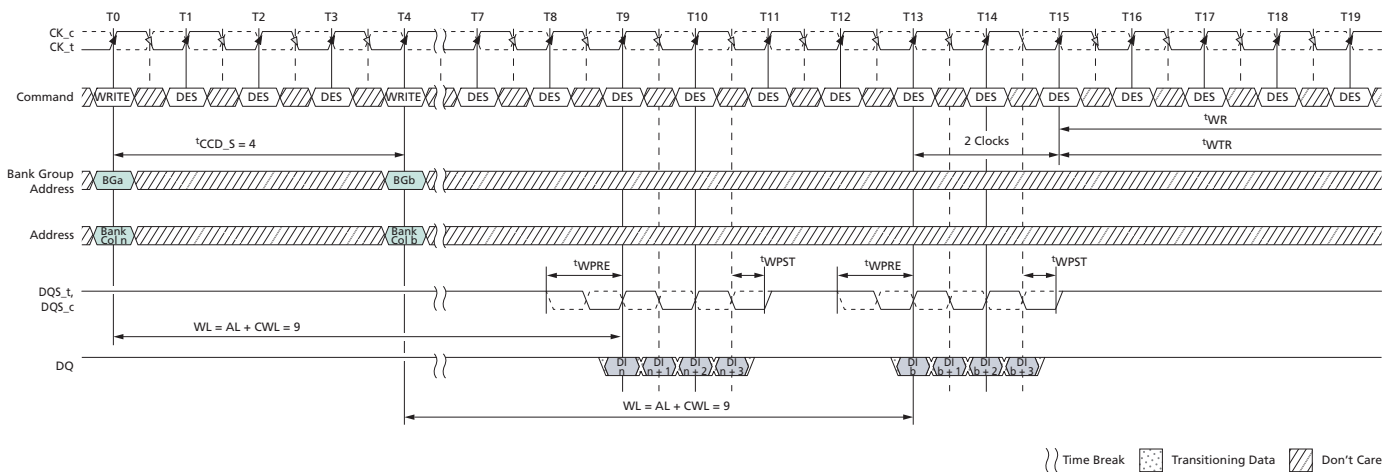 T0 T1 T2 T3 T4 T7 T8 T9 T10 T11 T12 T13 T14 T15 T16 T17 T18 T19
CK_c
CK_t
Command WRITE DES DES DES WRITE DES DES DES DES DES DES DES DES DES DES DES DES DES
tWR
tCCD_S = 4 2 Clocks
tWTR
Bank Group
Address BGa BGb
Address Bank Col n Bank Col b
tWPRE tWPST tWPRE tWPST
DQS_t,
DQS_c
WL = AL + CWL = 9
DQ DI n DI n + 1 DI n + 2 DI n + 3 DI b DI b + 1 DI b + 2 DI b + 3
WL = AL + CWL = 9
Time Break Transitioning Data Don't Care